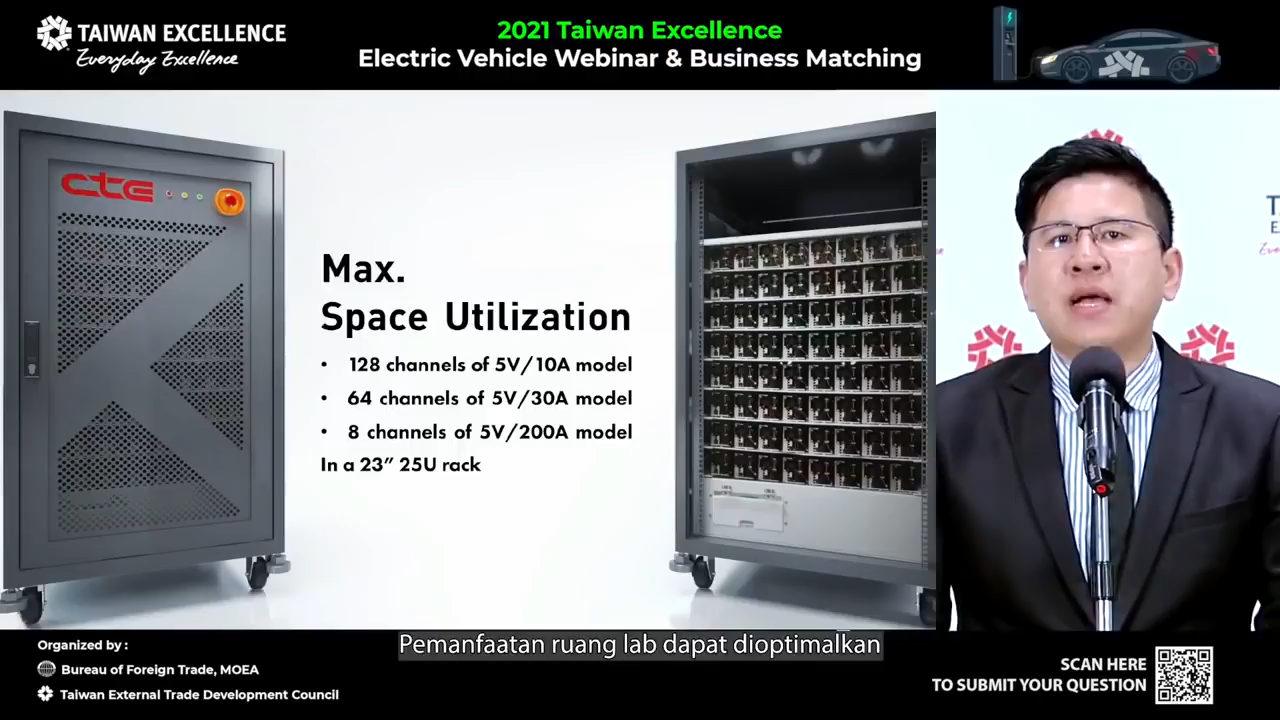 TAIWAN EXCELLENCE
Everyday Excellence
2021 Taiwan Excellence
Electric Vehicle Webinar & Business Matching
cte
Max.
Space Utilization
• 128 channels of 5V/10A model
• 64 channels of 5V/30A model
• 8 channels of 5V/200A model
In a 23” 25U rack
Pemanfaatan ruang lab dapat dioptimalkan
Organized by :
Bureau of Foreign Trade, MOEA
Taiwan External Trade Development Council
SCAN HERE
TO SUBMIT YOUR QUESTION